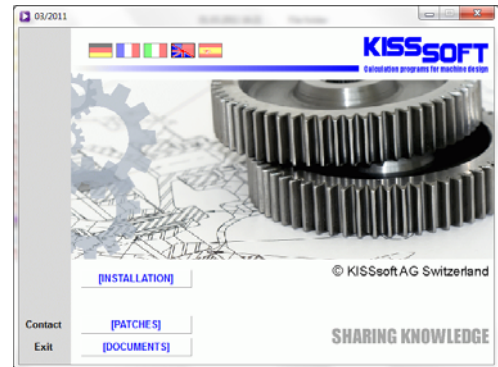 03/2011
KISSSOFT
Calculation programs for machine design
[INSTALLATION]
© KISSsoft AG Switzerland
Contact
[PATCHES]
SHARING KNOWLEDGE
Exit
[DOCUMENTS]